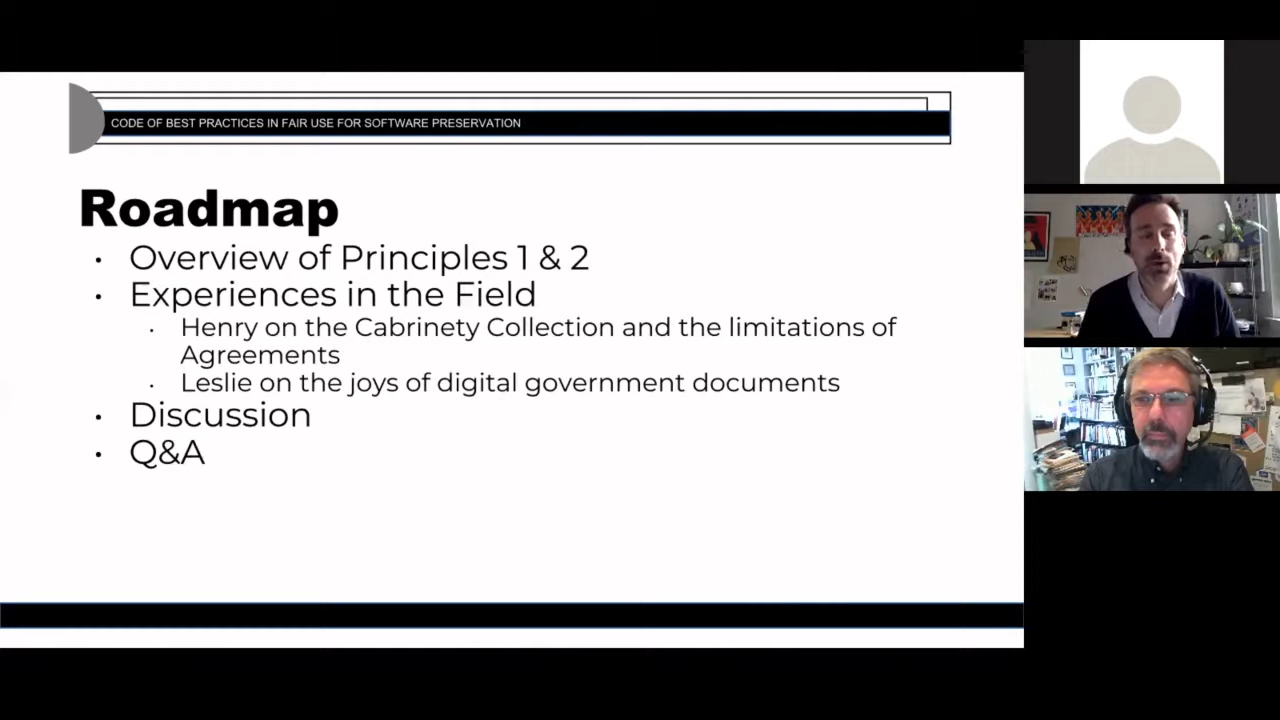 CODE OF BEST PRACTICES IN FAIR USE FOR SOFTWARE PRESERVATION
Roadmap
• Overview of Principles 1 & 2
• Experiences in the Field
• Henry on the Cabrinety Collection and the limitations of
Agreements
• Leslie on the joys of digital government documents
• Discussion
• Q&A